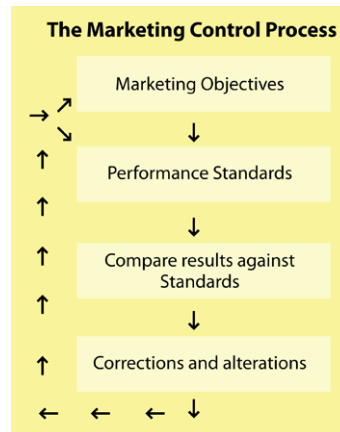 The Marketing Control Process
Marketing Objectives
Performance Standards
Compare results against
Standards
Corrections and alterations